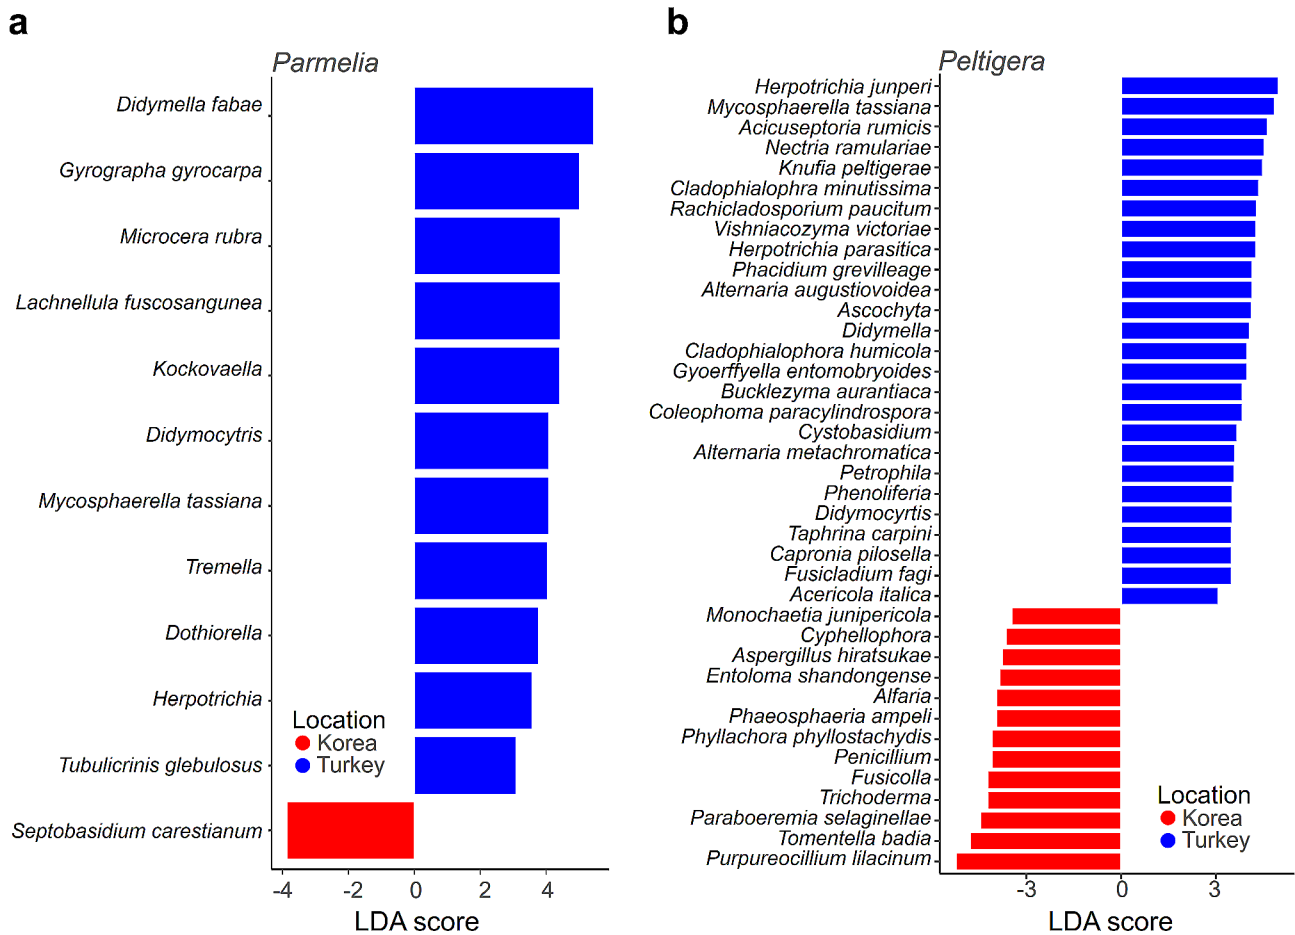 a
Parmelia
Didymella fabae
Gyrographa gyrocarpa
Microcera rubra
Lachnellula fuscosangunea
Kockovaella
Didymocytris
Mycosphaerella tassiana
Tremella
Dothiorella
Herpotrichia
Tubulicrinis glebulosus
Septobasidium carestianum
Location
Korea
Turkey
-4 -2 0 2 4
LDA score
b
Peltigera
Herpotrichia junperi
Mycosphaerella tassiana
Acicuseptoria rumicis
Nectria ramulariae
Knufia peltigerae
Cladophialophra minutissima
Rachicladosporium paucitum
Vishniacozyma victoriae
Herpotrichia parasitica
Phacidium grevilleage
Alternaria augustiovoidea
Ascochyta
Didymella
Cladophialophora humicola
Gyoerffyella entomobryoides
Bucklezyma aurantiaca
Coleophoma paracylindrospora
Cystobasidium
Alternaria metachromatica
Petrophila
Phenoliferia
Didymocyrtis
Taphrina carpini
Capronia pilosella
Fusicladium fagi
Acericola italica
Monochaetia junipericola
Cyphellophora
Aspergillus hiratsukae
Entoloma shandongense
Alfaria
Phaeosphaeria ampeli
Phyllachora phyllostachydis
Penicillium
Fusicolla
Trichoderma
Paraboeremia selaginellae
Tomentella badia
Purpureocillium lilacinum
Location
Korea
Turkey
-3 0 3
LDA score